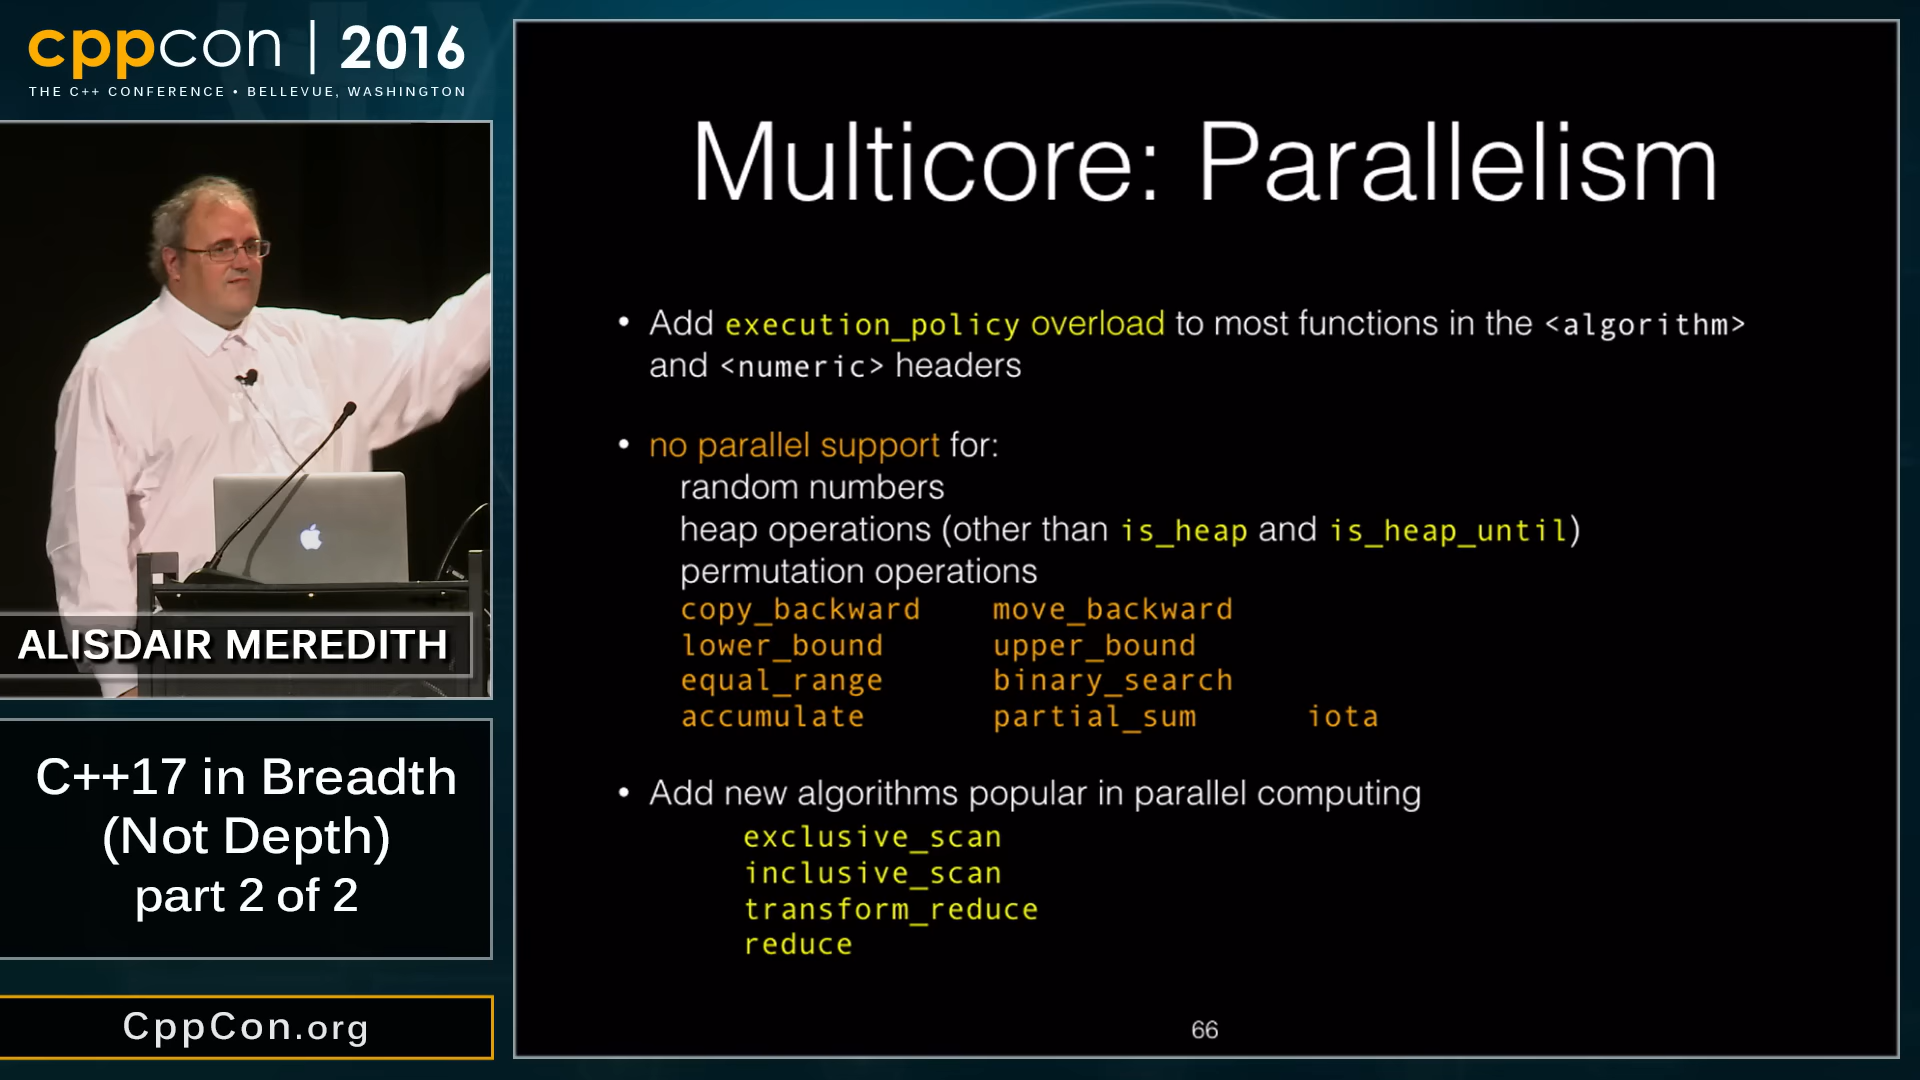 cppcon | 2016
THE C++ CONFERENCE • BELLEVUE, WASHINGTON
ALISDAIR MEREDITH
C++17 in Breadth
(Not Depth)
part 2 of 2
CppCon.org
Multicore: Parallelism
• Add execution_policy overload to most functions in the <algorithm>
and <numeric> headers
• no parallel support for:
random numbers
heap operations (other than is_heap and is_heap_until)
permutation operations
copy_backward move_backward
lower_bound upper_bound
equal_range binary_search
accumulate partial_sum iota
• Add new algorithms popular in parallel computing
exclusive_scan
inclusive_scan
transform_reduce
reduce
66